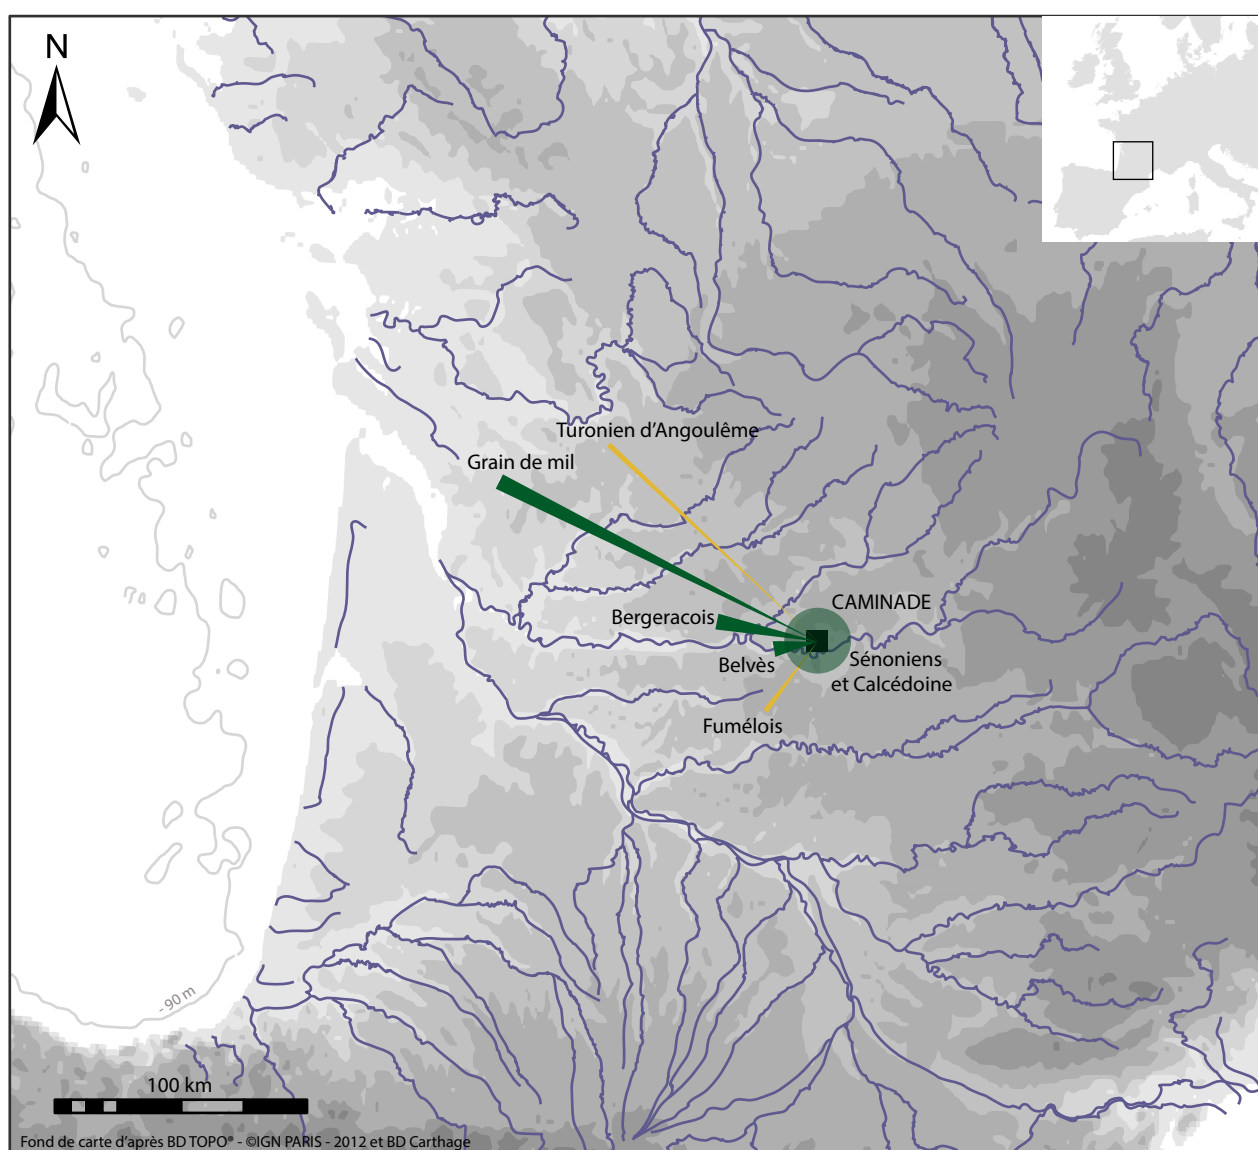 N
Turonien d'Angoulême
Grain de mil
CAMINADE
Bergeracois
Belvès
Sénoniens
et Calcédoine
Fumélois
-90 m
100 km
Fond de carte d'après BD TOPO® - ©IGN PARIS - 2012 et BD Carthage